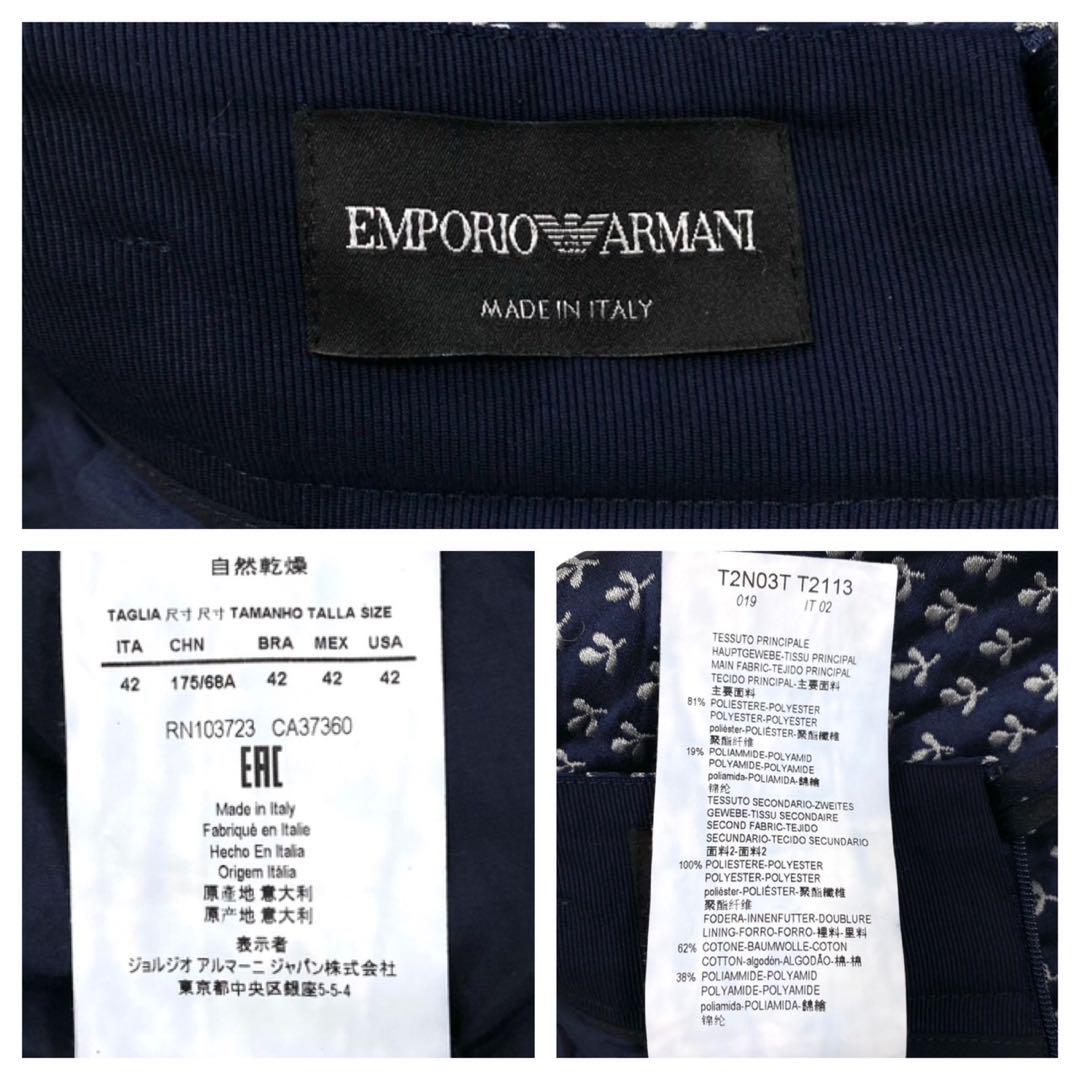 EMPORIO ARMANI
MADE IN ITALY
自然乾燥
TAGLIA 尺寸 尺寸 TAMANHO TALLA SIZE
ITA CHN BRA MEX USA
42 175/68A 42 42 42
RN103723 CA37360
EAC
Made in Italy
Fabriqué en Italie
Hecho En Italia
Origem Itália
原產地 意大利
原产地 意大利
表示者
ジョルジオ アルマーニ ジャパン株式会社
東京都中央区銀座5-5-4
T2N03T T2113
019 IT 02
TESSUTO PRINCIPALE
HAUPTGEWEBE-TISSU PRINCIPAL
MAIN FABRIC-TEJIDO PRINCIPAL
TECIDO PRINCIPAL-主要面料
主要面料
81% POLIESTERE-POLYESTER
POLYESTER-POLYESTER
poliéster-POLIÉSTER-聚酯纖維
聚酯纤维
19% POLIAMMIDE-POLYAMID
POLYAMIDE-POLYAMIDE
poliamida-POLIAMIDA-錦綸
锦纶
TESSUTO SECONDARIO-ZWEITES
GEWEBE-TISSU SECONDAIRE
SECOND FABRIC-TEJIDO
SECUNDARIO-TECIDO SECUNDARIO
面料2-面料2
100% POLIESTERE-POLYESTER
POLYESTER-POLYESTER
poliéster-POLIÉSTER-聚酯纖維
聚酯纤维
FODERA-INNENFUTTER-DOUBLURE
LINING-FORRO-FORRO-裡料-里料
62% COTONE-BAUMWOLLE-COTON
COTTON-algodón-ALGODÃO-棉-棉
38% POLIAMMIDE-POLYAMID
POLYAMIDE-POLYAMIDE
poliamida-POLIAMIDA-錦綸
锦纶